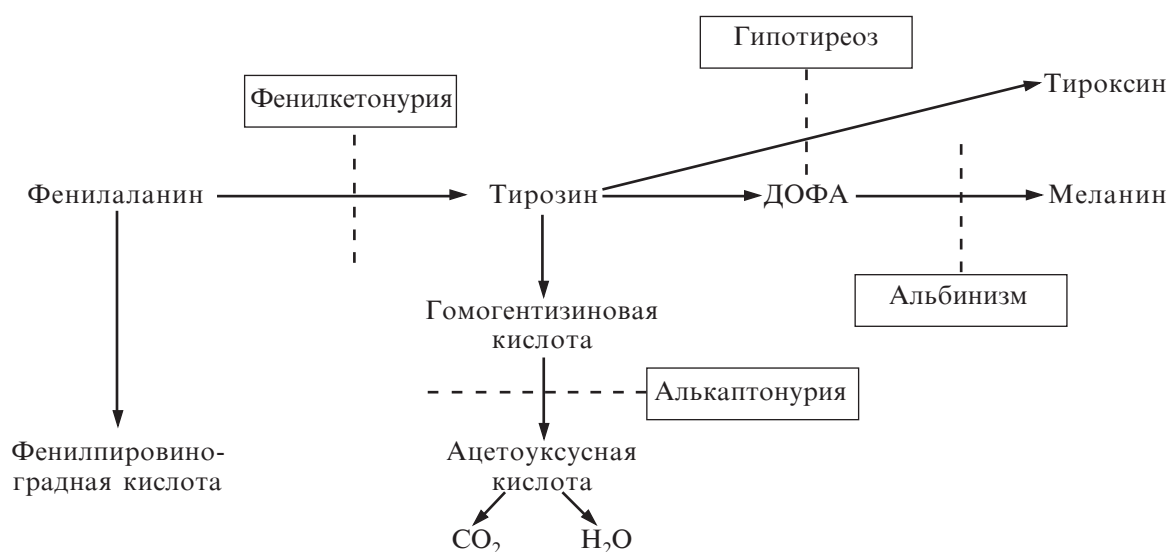 Гипотиреоз
Фенилкетонурия
Тироксин
Фенилаланин
Тирозин
ДОФА
Меланин
Гомогентизиновая
кислота
Альбинизм
Алькаптонурия
Фенилпировино-
градная кислота
Ацетоуксусная
кислота
CO₂
H₂O